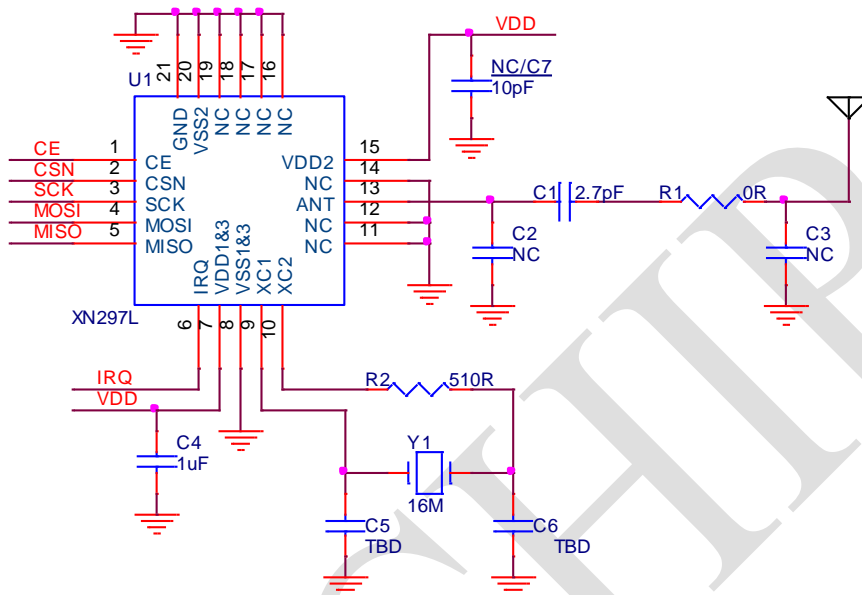 VDD
NC/C7
10pF
U1
21
20
19
18
17
16
GND
VSS2
NC
NC
NC
NC
CE
1
CE
CSN
2
CSN
SCK
3
SCK
MOSI
4
MOSI
MISO
5
MISO
VDD2
15
NC
14
ANT
13
NC
12
NC
11
C1
2.7pF
R1
0R
C2
NC
C3
NC
IRQ
VDD1&3
VSS1&3
XC1
XC2
XN297L
6
7
8
9
10
IRQ
VDD
R2
510R
C4
1uF
Y1
16M
C5
TBD
C6
TBD
CHIP